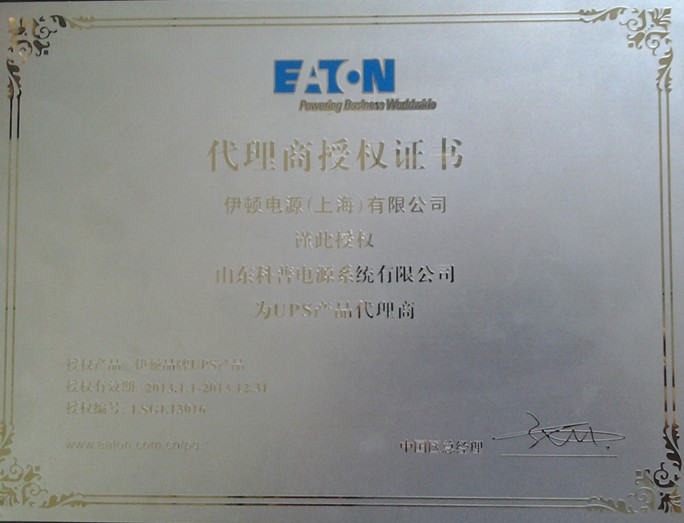 EATON
Powering Business Worldwide
代理商授权证书
伊顿电源(上海)有限公司
谨此授权
山东科普电源系统有限公司
为UPS产品代理商
授权产品: 伊顿品牌UPS产品
授权有效期: 2013.1.1-2013.12.31
授权编号: LSGL13016
www.eaton.com.cn/pq
中国区总经理